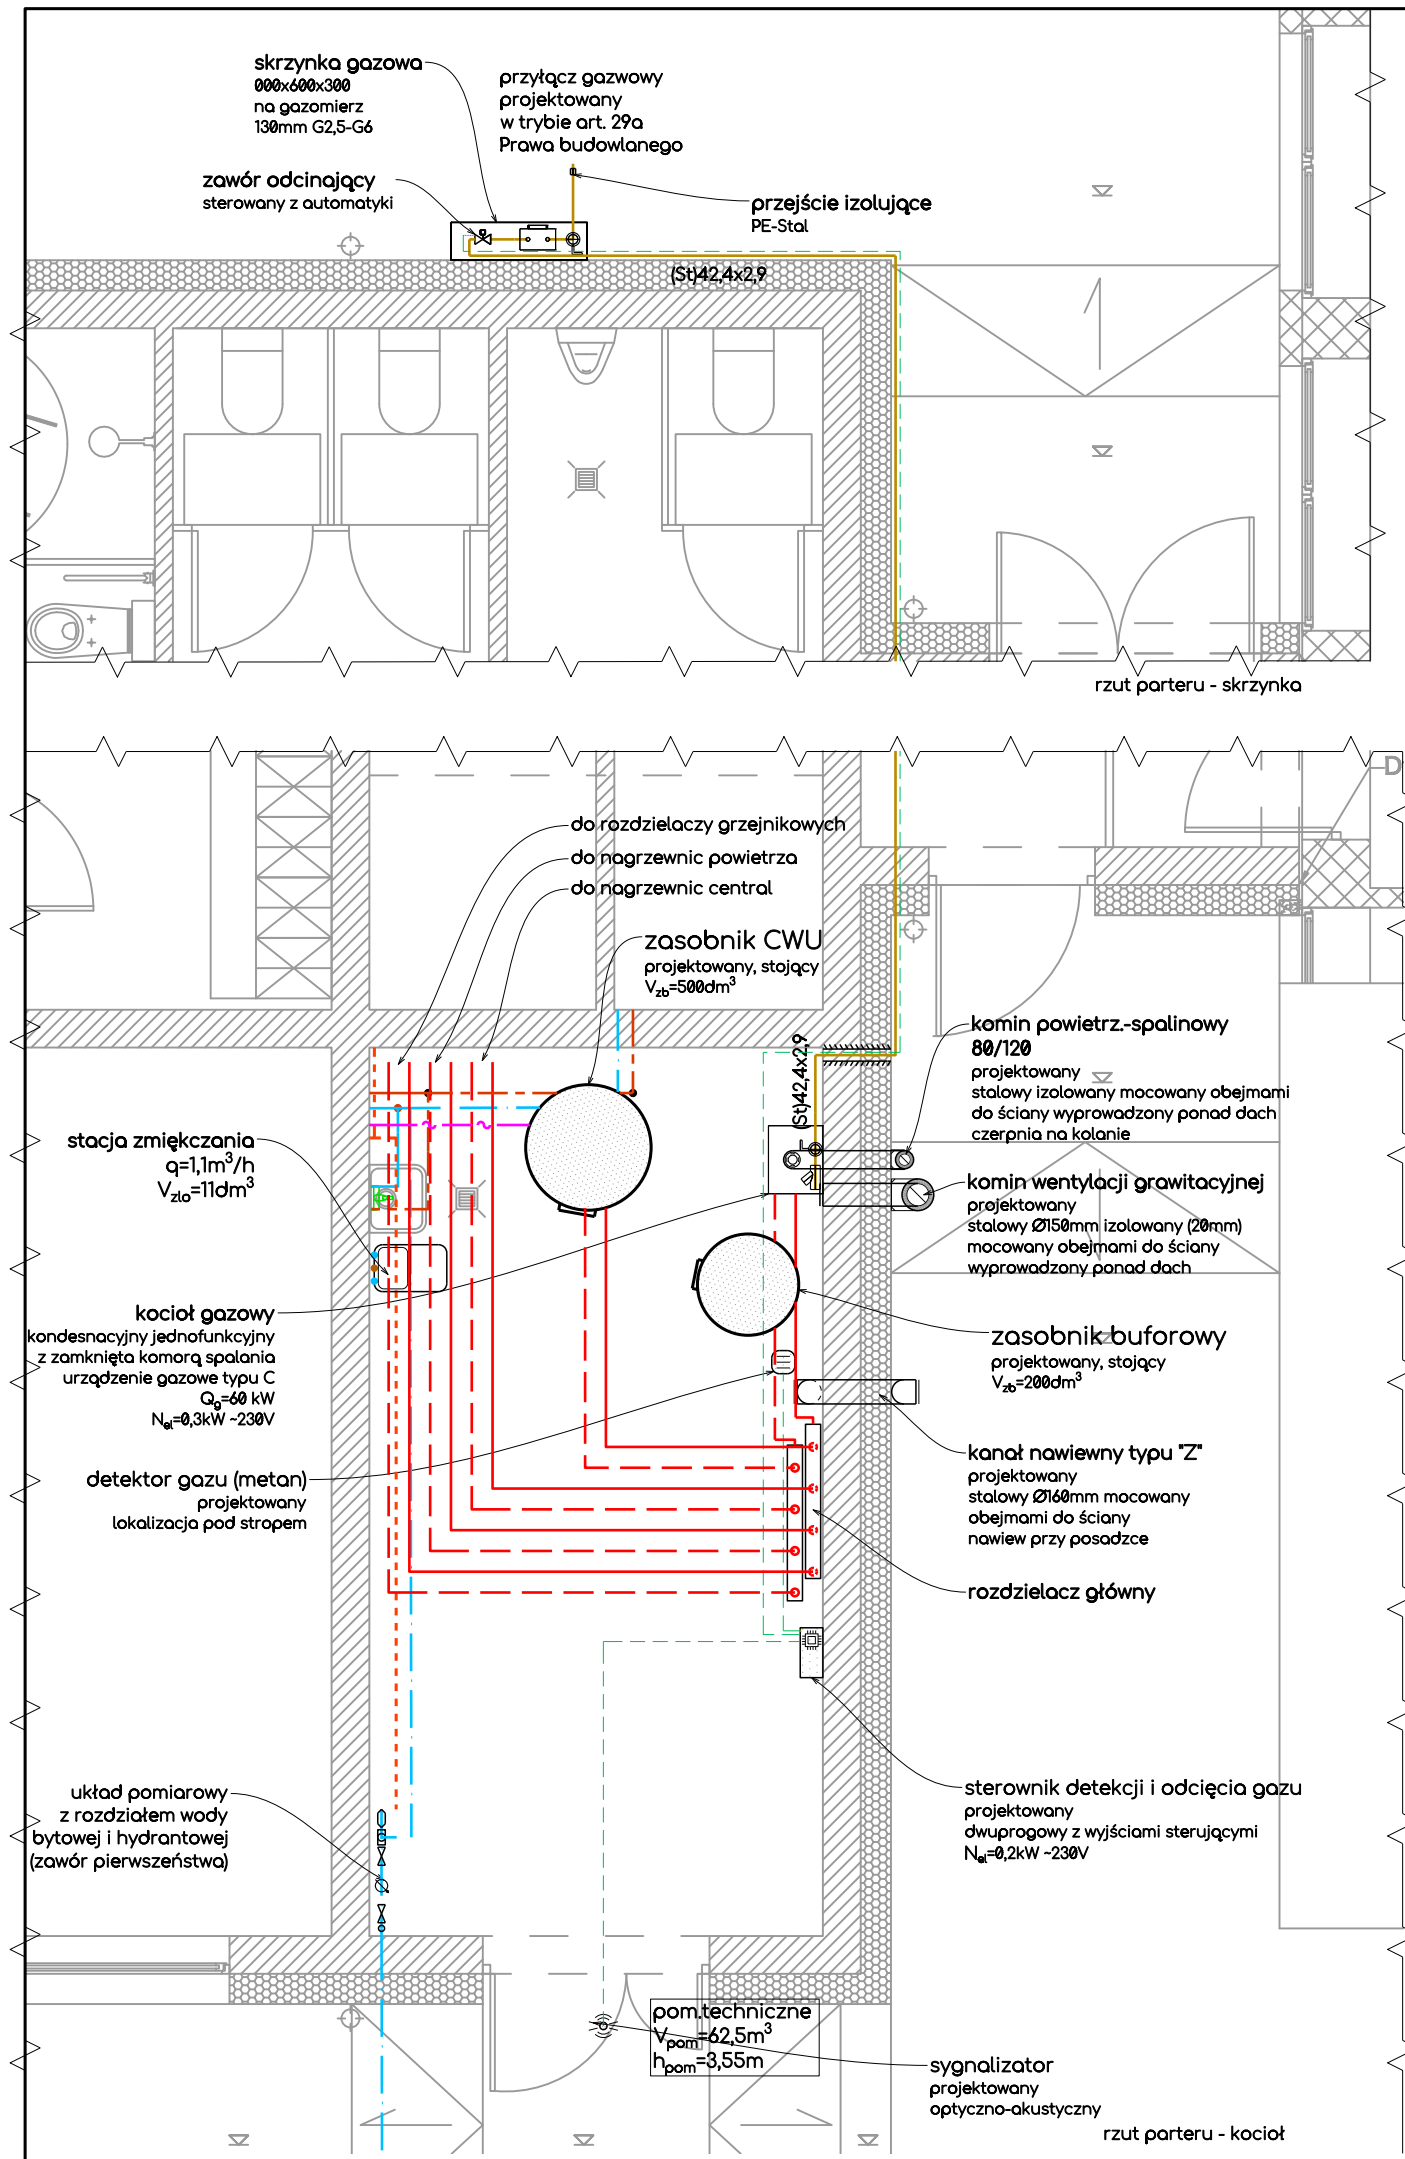 skrzynka gazowa
000x600x300
na gazomierz
130mm G2,5-G6
przyłącz gazwowy
projektowany
w trybie art. 29a
Prawa budowlanego
zawór odcinający
sterowany z automatyki
przejście izolujące
PE-Stal
(St)42,4x2,9
rzut parteru - skrzynka
D
do rozdzielaczy grzejnikowych
do nagrzewnic powietrza
do nagrzewnic central
zasobnik CWU
projektowany, stojący
Vzb=500dm³
(St)42,4x2,9
komin powietrz.-spalinowy
80/120
projektowany
stalowy izolowany mocowany obejmami
do ściany wyprowadzony ponad dach
czerpnia na kolanie
stacja zmiękczania
q=1,1m³/h
Vzło=11dm³
komin wentylacji grawitacyjnej
projektowany
stalowy Ø150mm izolowany (20mm)
mocowany obejmami do ściany
wyprowadzony ponad dach
kocioł gazowy
kondesnacyjny jednofunkcyjny
z zamknięta komorą spalania
urządzenie gazowe typu C
Qg=60 kW
Nel=0,3kW ~230V
zasobnik buforowy
projektowany, stojący
Vzb=200dm³
detektor gazu (metan)
projektowany
lokalizacja pod stropem
kanał nawiewny typu "Z"
projektowany
stalowy Ø160mm mocowany
obejmami do ściany
nawiew przy posadzce
rozdzielacz główny
układ pomiarowy
z rozdziałem wody
bytowej i hydrantowej
(zawór pierwszeństwa)
sterownik detekcji i odcięcia gazu
projektowany
dwuprogowy z wyjściami sterującymi
Nel=0,2kW ~230V
pom.techniczne
Vpom=62,5m³
hpom=3,55m
sygnalizator
projektowany
optyczno-akustyczny
rzut parteru - kocioł